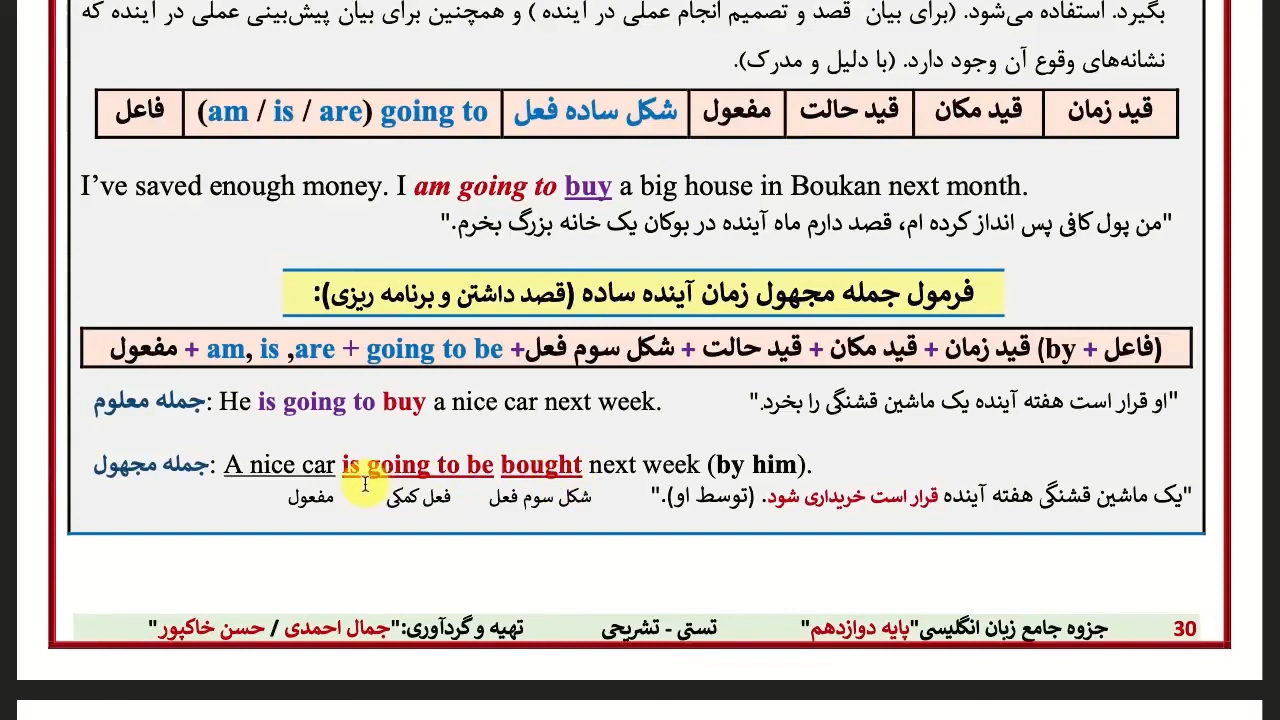 بگیرد. استفاده می‌شود. (برای بیان قصد و تصمیم انجام عملی در آینده ) و همچنین برای بیان پیش‌بینی عملی در آینده که
نشانه‌های وقوع آن وجود دارد. (با دلیل و مدرک).
فاعل (am / is / are) going to شکل ساده فعل مفعول قید حالت قید مکان قید زمان
I’ve saved enough money. I am going to buy a big house in Boukan next month.
"من پول کافی پس انداز کرده ام، قصد دارم ماه آینده در بوکان یک خانه بزرگ بخرم."
فرمول جمله مجهول زمان آینده ساده (قصد داشتن و برنامه ریزی):
مفعول + am, is ,are + going to be +شکل سوم فعل + قید حالت + قید مکان + قید زمان (by + فاعل)
جمله معلوم: He is going to buy a nice car next week. "او قرار است هفته آینده یک ماشین قشنگی را بخرد."
جمله مجهول: A nice car is going to be bought next week (by him).
مفعول فعل کمکی شکل سوم فعل "یک ماشین قشنگی هفته آینده قرار است خریداری شود. (توسط او)."
30 جزوه جامع زبان انگلیسی"پایه دوازدهم" تستی - تشریحی تهیه و گردآوری:"جمال احمدی / حسن خاکپور"